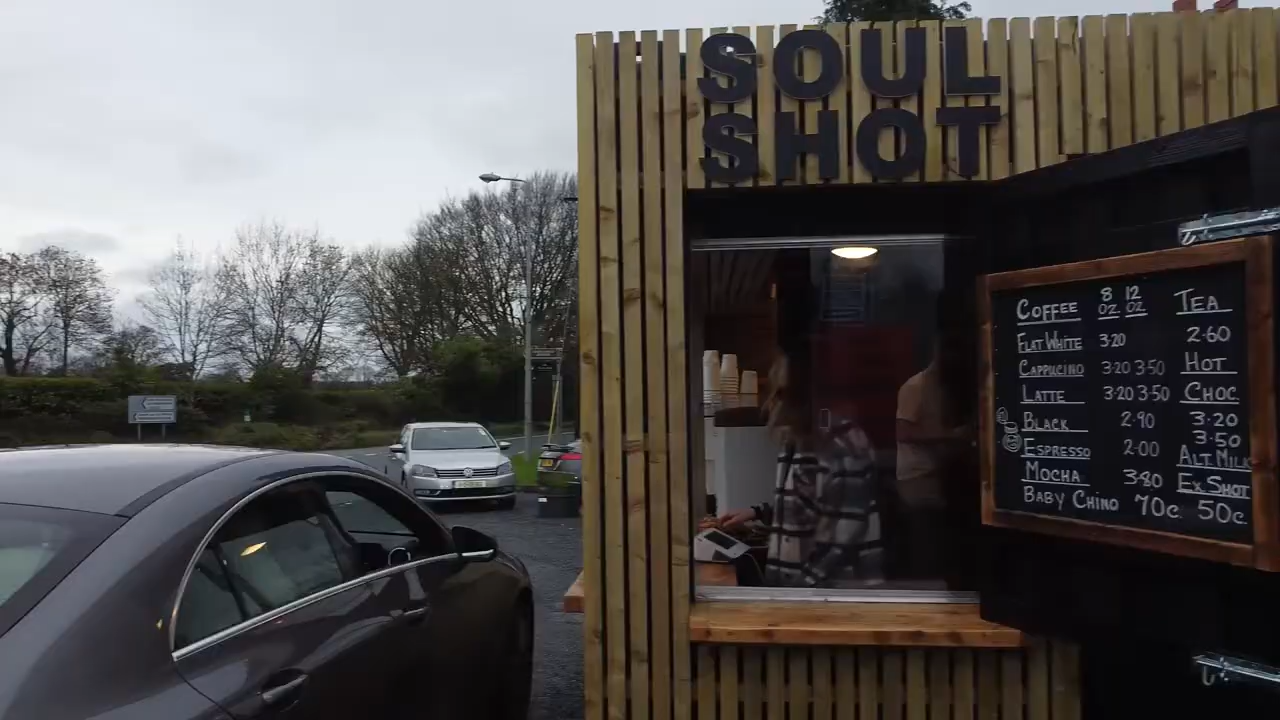 SOUL
SHOT
COFFEE 8 OZ. 12 OZ. TEA
FLAT WHITE 3.20 2.60
CAPPUCINO 3.20 3.50 HOT
LATTE 3.20 3.50 CHOC.
BLACK 2.90 3.20
ESPRESSO 2.00 3.50
MOCHA 3.80 ALT MILK
EX SHOT
BABY CHINO 70c. 50c.